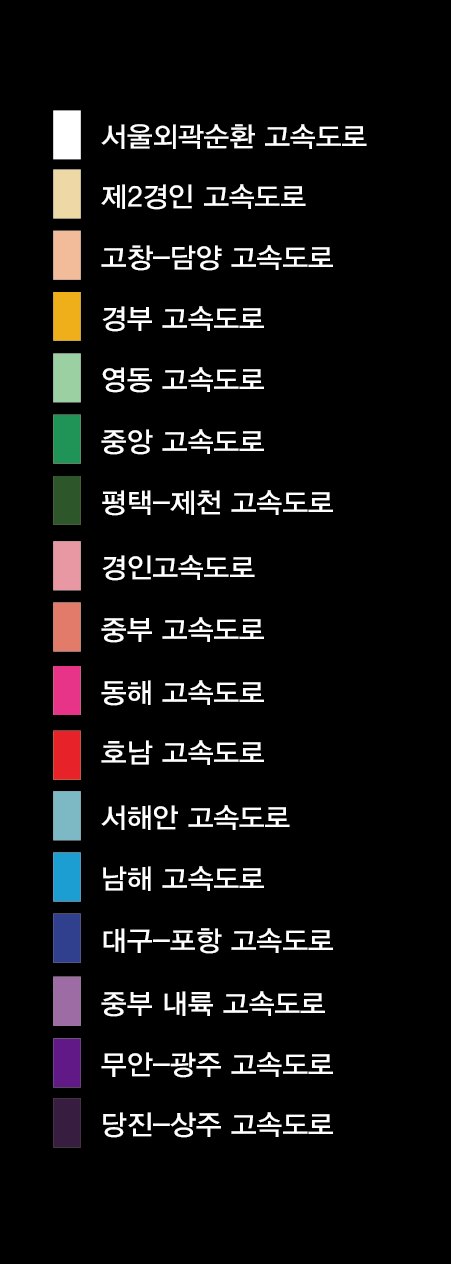 서울외곽순환 고속도로
제2경인 고속도로
고창-담양 고속도로
경부 고속도로
영동 고속도로
중앙 고속도로
평택-제천 고속도로
경인고속도로
중부 고속도로
동해 고속도로
호남 고속도로
서해안 고속도로
남해 고속도로
대구-포항 고속도로
중부 내륙 고속도로
무안-광주 고속도로
당진-상주 고속도로